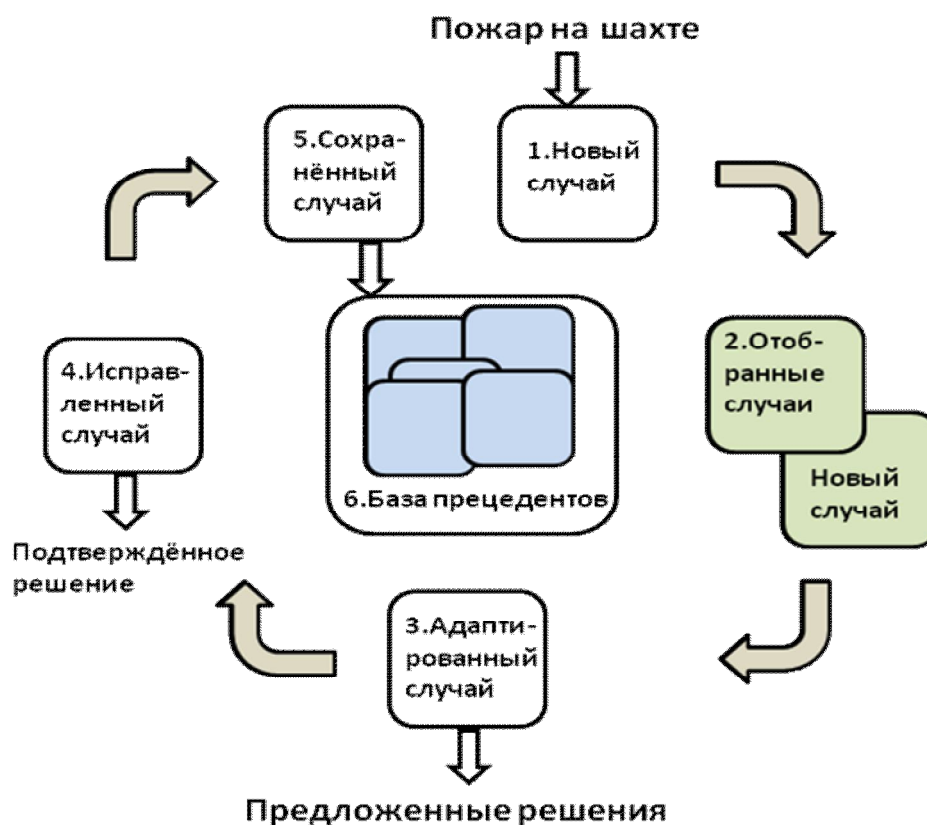 Пожар на шахте
1.Новый
случай
2.Отоб-
ранные
случаи
Новый
случай
3.Адапти-
рованный
случай
Предложенные решения
4.Исправ-
ленный
случай
Подтверждённое
решение
5.Сохра-
нённый
случай
6.База прецедентов